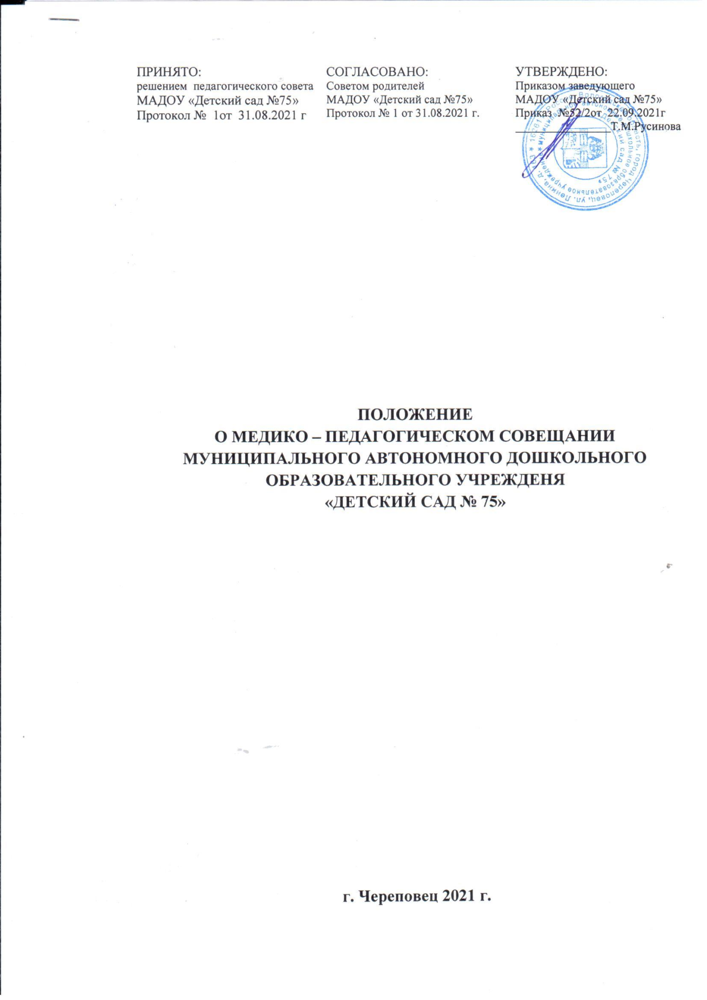 ПРИНЯТО:
решением педагогического совета
МАДОУ «Детский сад №75»
Протокол № 1от 31.08.2021 г
СОГЛАСОВАНО:
Советом родителей
МАДОУ «Детский сад №75»
Протокол № 1 от 31.08.2021 г.
УТВЕРЖДЕНО:
Приказом заведующего
МАДОУ «Детский сад №75»
Приказ №52/2от 22.09.2021г
________________Т.М.Русинова
Вологодская область, город Череповец, ул. Ленина, д.
муниципальное автономное дошкольное образовательное учреждение
«Детский сад № 75»
ПОЛОЖЕНИЕ
О МЕДИКО – ПЕДАГОГИЧЕСКОМ СОВЕЩАНИИ
МУНИЦИПАЛЬНОГО АВТОНОМНОГО ДОШКОЛЬНОГО
ОБРАЗОВАТЕЛЬНОГО УЧРЕЖДЕНЯ
«ДЕТСКИЙ САД № 75»
г. Череповец 2021 г.